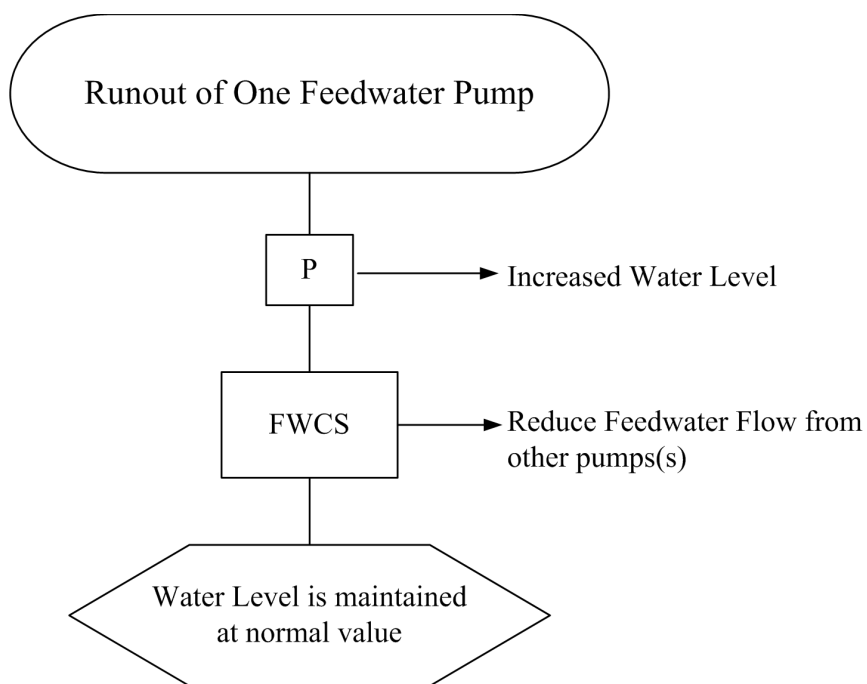 Runout of One Feedwater Pump
P
Increased Water Level
FWCS
Reduce Feedwater Flow from
other pumps(s)
Water Level is maintained
at normal value